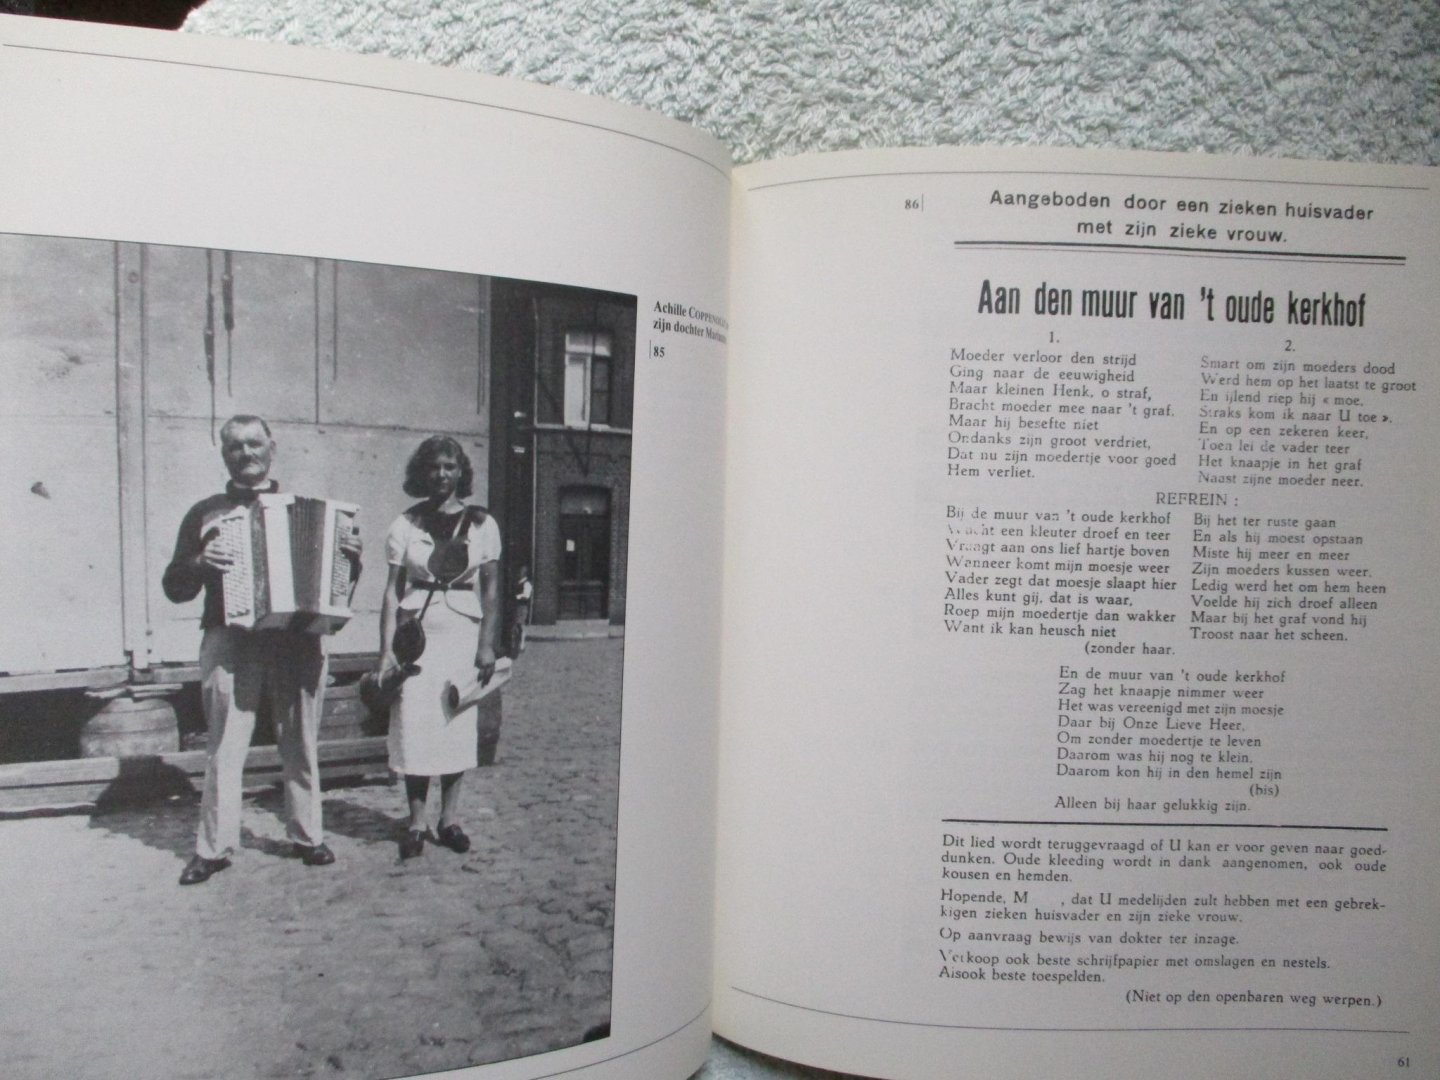 Achille
zijn dochter
85
86
Aangeboden door een zieken huisvader
met zijn zieke vrouw.
Aan den muur van 't oude kerkhof
1.
Moeder verloor den strijd
Ging naar de eeuwigheid
Maar kleinen Henk, o straf,
Bracht moeder mee naar 't graf.
Maar hij besefte niet
Ondanks zijn groot verdriet,
Dat nu zijn moedertje voor goed
Hem verliet.
2.
Smart om zijn moeders dood
Werd hem op het laatst te groot
En ijlend riep hij « moe,
Straks kom ik naar U toe ».
En op een zekeren keer,
Toen lei de vader teer
Het knaapje in het graf
Naast zijne moeder neer.
REFREIN :
Bij de muur van 't oude kerkhof
Wacht een kleuter droef en teer
Vraagt aan ons lief hartje boven
Wanneer komt mijn moesje weer
Vader zegt dat moesje slaapt hier
Alles kunt gij, dat is waar,
Roep mijn moedertje dan wakker
Want ik kan heusch niet
(zonder haar.
Bij het ter ruste gaan
En als hij moest opstaan
Miste hij meer en meer
Zijn moeders kussen weer.
Ledig werd het om hem heen
Voelde hij zich droef alleen
Maar bij het graf vond hij
Troost naar het scheen.
En de muur van 't oude kerkhof
Zag het knaapje nimmer weer
Het was vereenigd met zijn moesje
Daar bij Onze Lieve Heer.
Om zonder moedertje te leven
Daarom was hij nog te klein.
Daarom kon hij in den hemel zijn
(bis)
Alleen bij haar gelukkig zijn.
Dit lied wordt teruggevraagd of U kan er voor geven naar goed-
dunken. Oude kleeding wordt in dank aangenomen, ook oude
kousen en hemden.
Hopende, M , dat U medelijden zult hebben met een gebrek-
kigen zieken huisvader en zijn zieke vrouw.
Op aanvraag bewijs van dokter ter inzage.
Verkoop ook beste schrijfpapier met omslagen en nestels.
Alsook beste toespelden.
(Niet op den openbaren weg werpen.)
61